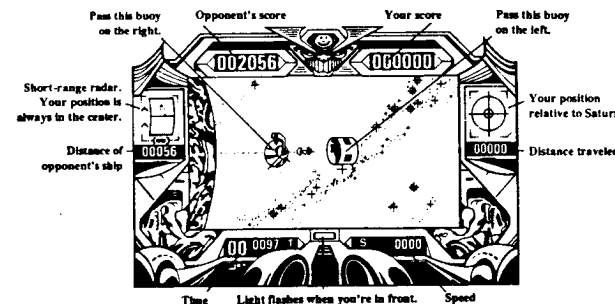 Pass this buoy
on the right.
Opponent's score
Your score
Pass this buoy
on the left.
002056
000000
Short-range radar.
Your position is
always in the center.
Your position
relative to Satur
00056
00000
Distance of
opponent's ship
Distance traveled
00
0097 T
S
0000
Time
Light flashes when you're in front.
Speed